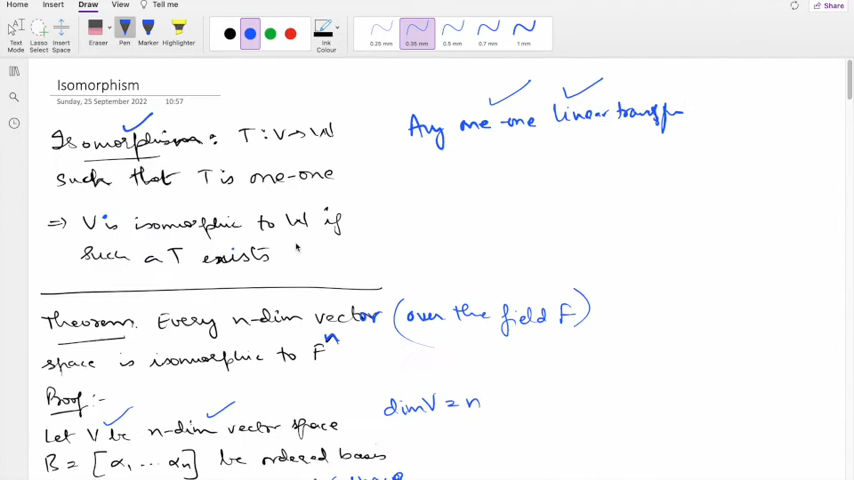 Home Insert Draw View Tell me
Share
Text Mode
Lasso Select
Insert Space
Eraser
Pen
Marker
Highlighter
Ink Colour
0.25 mm
0.35 mm
0.5 mm
0.7 mm
1 mm
Isomorphism
Sunday, 25 September 2022 10:57
Isomorphism: T: V→W
such that T is one-one
⇒ V is isomorphic to W if
such a T exists
Any one-one linear transfn
Theorem. Every n-dim vector (over the field F)
space is isomorphic to Fⁿ
Proof:-
dim V = n
Let V be n-dim vector space
B = [α₁ ... αₙ] be ordered basis